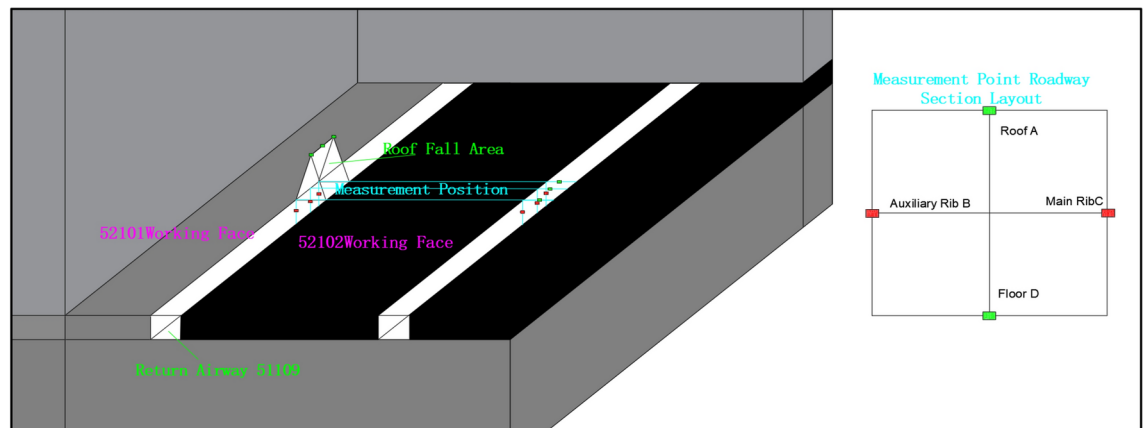 Roof Fall Area
Measurement Position
52101Working Face
52102Working Face
Return Airway 51109
Measurement Point Roadway
Section Layout
Roof A
Auxiliary Rib B
Main RibC
Floor D